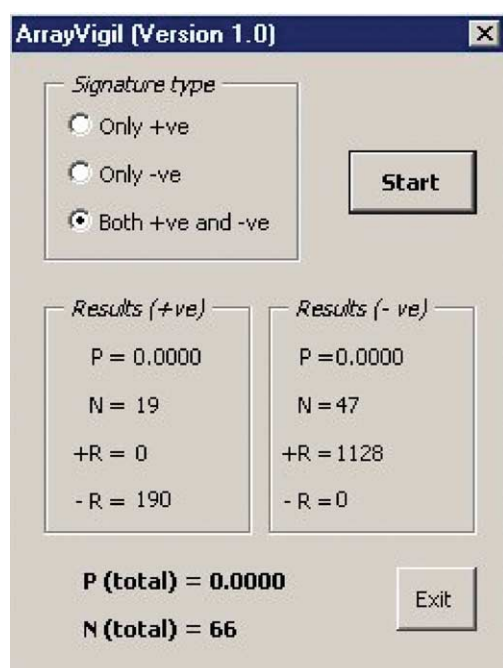 ArrayVigil (Version 1.0)
Signature type
Only +ve
Only -ve
Both +ve and -ve
Start
Results (+ve)
P = 0.0000
N = 19
+R = 0
- R = 190
Results (- ve)
P =0.0000
N =47
+R =1128
- R =0
P (total) = 0.0000
N (total) = 66
Exit